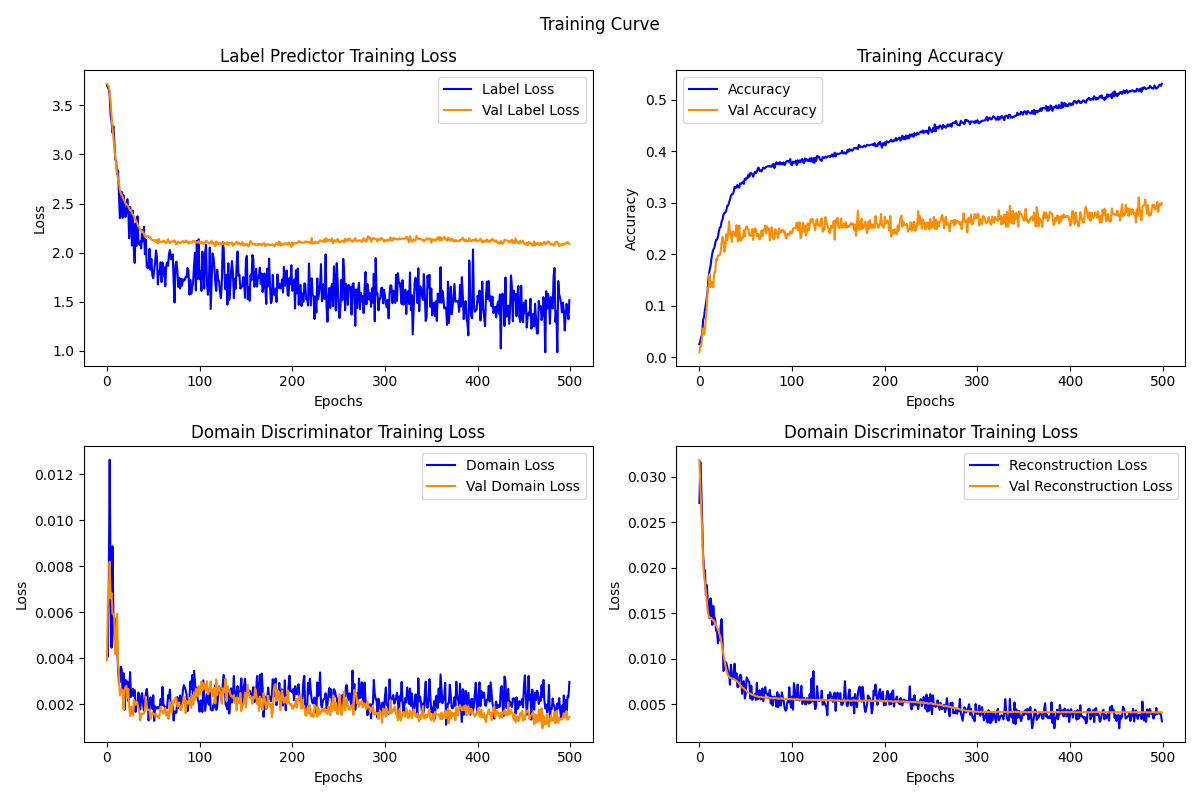 Training Curve
Label Predictor Training Loss
Label Loss
Val Label Loss
Loss
3.5
3.0
2.5
2.0
1.5
1.0
0 100 200 300 400 500
Epochs
Training Accuracy
Accuracy
Val Accuracy
Accuracy
0.5
0.4
0.3
0.2
0.1
0.0
0 100 200 300 400 500
Epochs
Domain Discriminator Training Loss
Domain Loss
Val Domain Loss
Loss
0.012
0.010
0.008
0.006
0.004
0.002
0 100 200 300 400 500
Epochs
Domain Discriminator Training Loss
Reconstruction Loss
Val Reconstruction Loss
Loss
0.030
0.025
0.020
0.015
0.010
0.005
0 100 200 300 400 500
Epochs